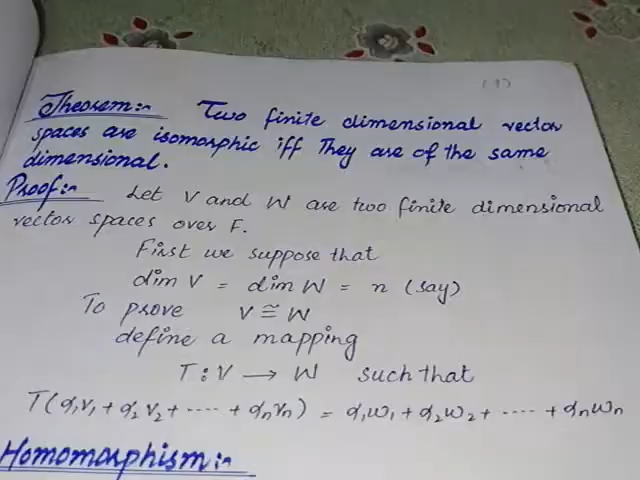 (1)
Theorem:- Two finite dimensional vector
spaces are isomorphic iff They are of the same
dimensional.
Proof:- Let V and W are two finite dimensional
vector spaces over F.
First we suppose that
dim V = dim W = n (say)
To prove V ≅ W
define a mapping
T : V → W such that
T(α₁v₁ + α₂v₂ + ---- + αₙvₙ) = α₁w₁ + α₂w₂ + ---- + αₙwₙ
Homomorphism:-